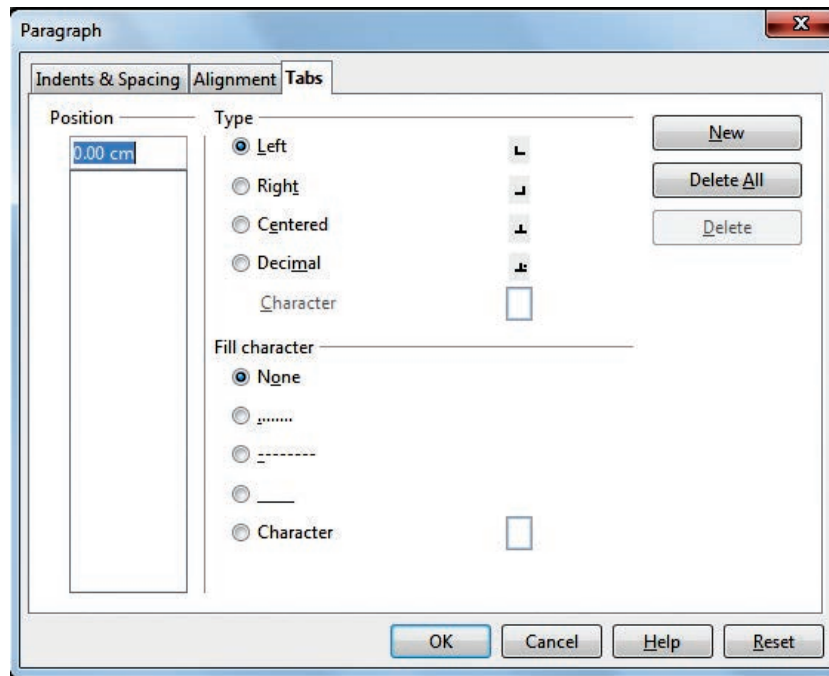 Paragraph
Indents & Spacing Alignment Tabs
Position
0.00 cm
Type
Left
Right
Centered
Decimal
Character
Fill character
None
.......
--------
____
Character
New
Delete All
Delete
OK Cancel Help Reset